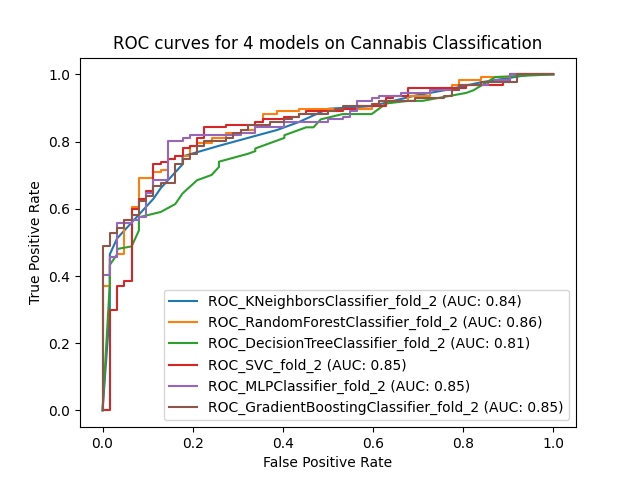 ROC curves for 4 models on Cannabis Classification
True Positive Rate
1.0
0.8
0.6
0.4
0.2
0.0
ROC_KNeighborsClassifier_fold_2 (AUC: 0.84)
ROC_RandomForestClassifier_fold_2 (AUC: 0.86)
ROC_DecisionTreeClassifier_fold_2 (AUC: 0.81)
ROC_SVC_fold_2 (AUC: 0.85)
ROC_MLPClassifier_fold_2 (AUC: 0.85)
ROC_GradientBoostingClassifier_fold_2 (AUC: 0.85)
0.0 0.2 0.4 0.6 0.8 1.0
False Positive Rate